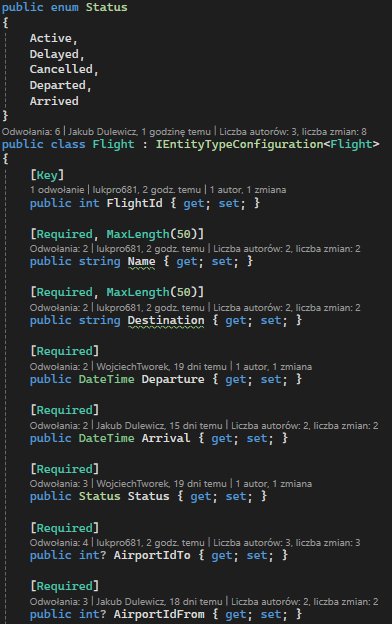 public enum Status
{
Active,
Delayed,
Cancelled,
Departed,
Arrived
}
Odwołania: 6 | Jakub Dulewicz, 1 godzinę temu | Liczba autorów: 3, liczba zmian: 8
public class Flight : IEntityTypeConfiguration<Flight>
{
[Key]
1 odwołanie | lukpro681, 2 godz. temu | 1 autor, 1 zmiana
public int FlightId { get; set; }
[Required, MaxLength(50)]
Odwołania: 2 | lukpro681, 2 godz. temu | Liczba autorów: 2, liczba zmian: 2
public string Name { get; set; }
[Required, MaxLength(50)]
Odwołania: 2 | lukpro681, 2 godz. temu | Liczba autorów: 2, liczba zmian: 2
public string Destination { get; set; }
[Required]
Odwołania: 2 | WojciechTworek, 19 dni temu | 1 autor, 1 zmiana
public DateTime Departure { get; set; }
[Required]
Odwołania: 2 | Jakub Dulewicz, 15 dni temu | Liczba autorów: 2, liczba zmian: 2
public DateTime Arrival { get; set; }
[Required]
Odwołania: 3 | WojciechTworek, 19 dni temu | 1 autor, 1 zmiana
public Status Status { get; set; }
[Required]
Odwołania: 4 | lukpro681, 2 godz. temu | Liczba autorów: 3, liczba zmian: 3
public int? AirportIdTo { get; set; }
[Required]
Odwołania: 3 | Jakub Dulewicz, 18 dni temu | Liczba autorów: 2, liczba zmian: 2
public int? AirportIdFrom { get; set; }